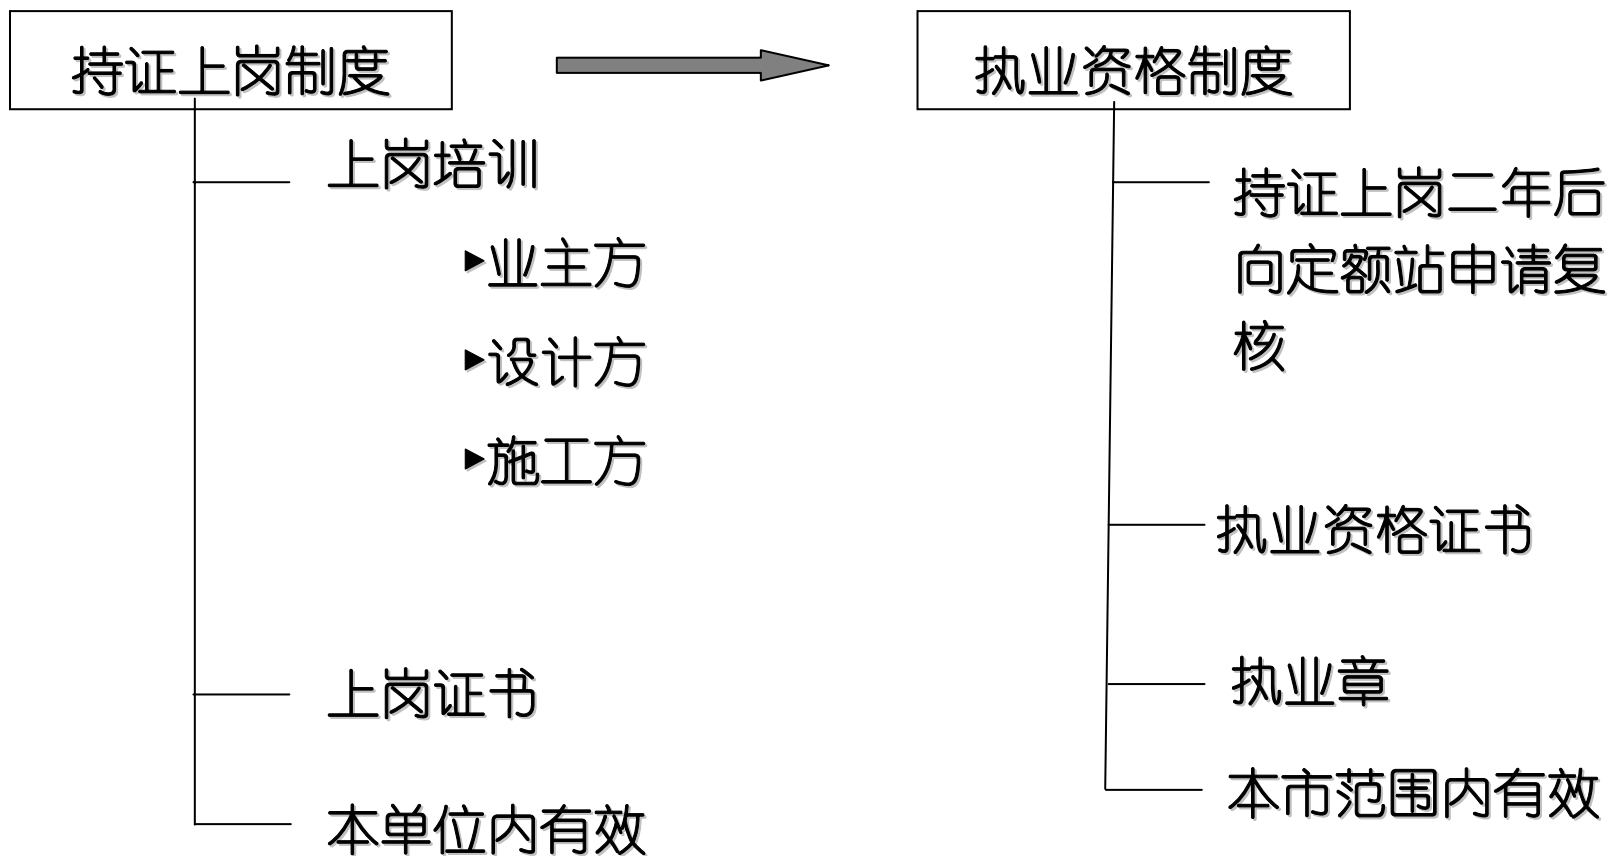 持证上岗制度
上岗培训
业主方
设计方
施工方
上岗证书
本单位内有效
执业资格制度
持证上岗二年后
向定额站申请复
核
执业资格证书
执业章
本市范围内有效